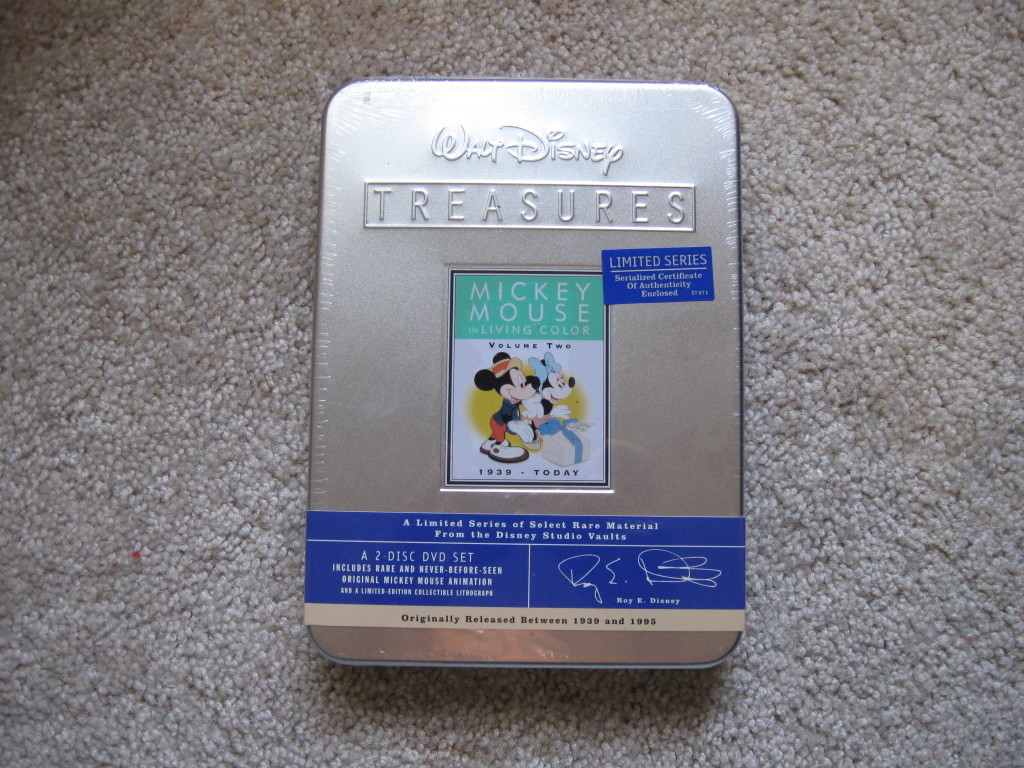 WALT DISNEY
TREASURES
LIMITED SERIES
Serialized Certificate
Of Authenticity
Enclosed
MICKEY
MOUSE
IN LIVING COLOR
VOLUME TWO
1939 - TODAY
A Limited Series of Select Rare Material
From the Disney Studio Vaults
A 2-DISC DVD SET
INCLUDES RARE AND NEVER-BEFORE-SEEN
ORIGINAL MICKEY MOUSE ANIMATION
AND A LIMITED-EDITION COLLECTIBLE LITHOGRAPH
Roy E. Disney
Roy E. Disney
Originally Released Between 1939 and 1995